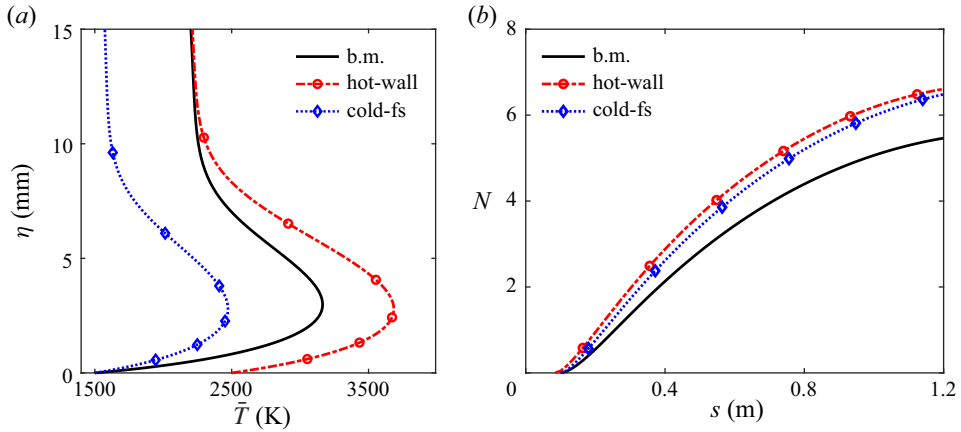 (a)
15
10
5
0
η (mm)
1500 2500 3500
T̄ (K)
b.m.
hot-wall
cold-fs
(b)
8
6
4
2
0
N
0.4 0.8 1.2
s (m)
b.m.
hot-wall
cold-fs